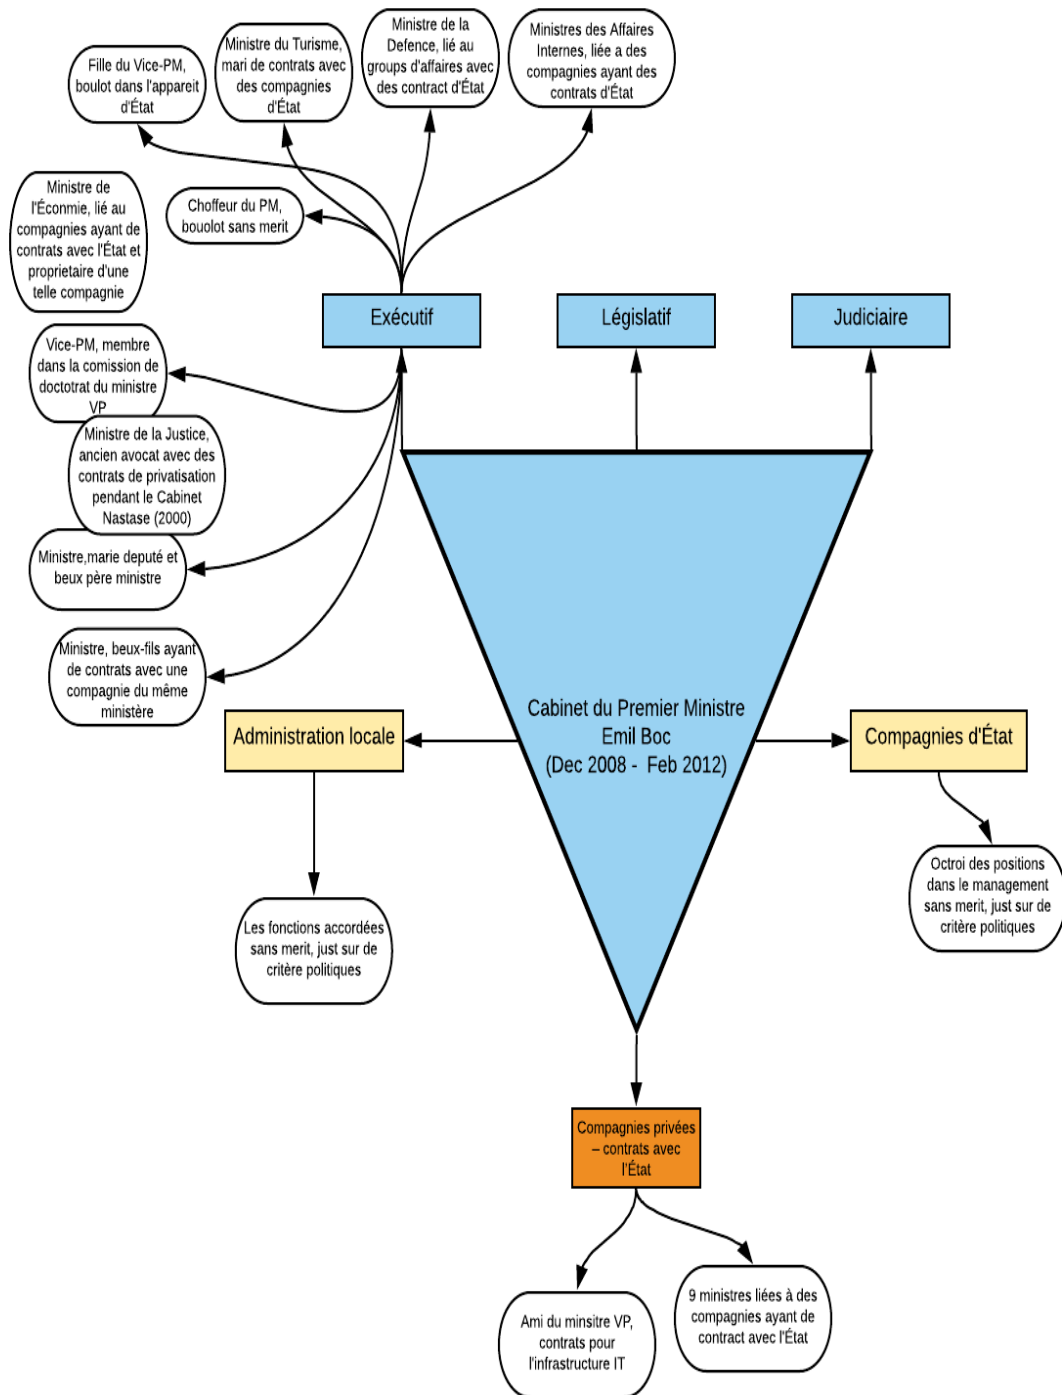 Ministre de la
Defence, lié au
groups d'affaires avec
des contract d'État
Ministres des Affaires
Internes, liée a des
compagnies ayant des
contrats d'État
Ministre du Turisme,
mari de contrats avec
des compagnies
d'État
Fille du Vice-PM,
boulot dans l'appareit
d'État
Ministre de
l'Éconmie, lié au
compagnies ayant de
contrats avec l'État et
proprietaire d'une
telle compagnie
Choffeur du PM,
bouolot sans merit
Exécutif
Législatif
Judiciaire
Vice-PM, membre
dans la comission de
doctotrat du ministre
VP
Ministre de la Justice,
ancien avocat avec des
contrats de privatisation
pendant le Cabinet
Nastase (2000)
Ministre,marie deputé et
beux père ministre
Ministre, beux-fils ayant
de contrats avec une
compagnie du même
ministère
Administration locale
Cabinet du Premier Ministre
Emil Boc
(Dec 2008 - Feb 2012)
Compagnies d'État
Les fonctions accordées
sans merit, just sur de
critère politiques
Octroi des positions
dans le management
sans merit, just sur de
critère politiques
Compagnies privées
– contrats avec
l'État
Ami du minsitre VP,
contrats pour
l'infrastructure IT
9 ministres liées à des
compagnies ayant de
contract avec l'État